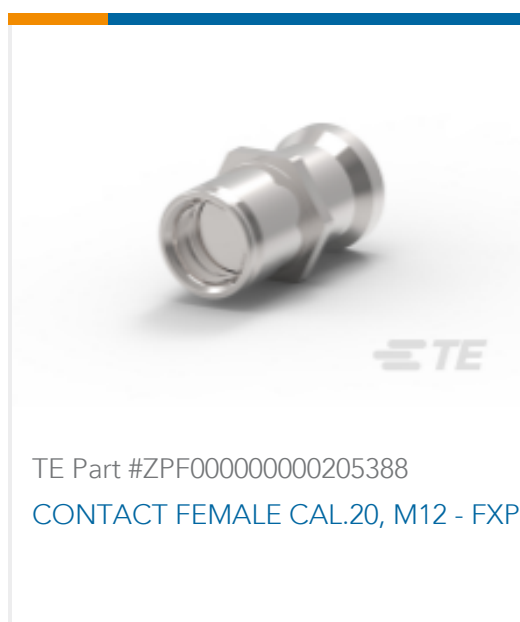 TE
TE Part #ZPF000000000205388
CONTACT FEMALE CAL.20, M12 - FXP